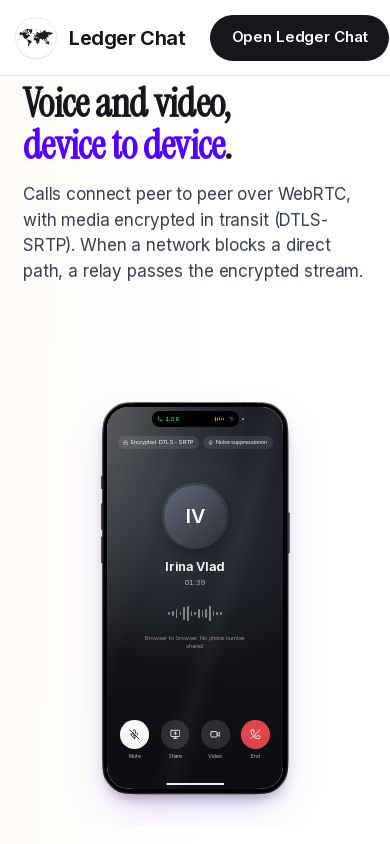 Ledger Chat
Open Ledger Chat
Voice and video,
device to device.
Calls connect peer to peer over WebRTC,
with media encrypted in transit (DTLS-
SRTP). When a network blocks a direct
path, a relay passes the encrypted stream.
1:39
Encrypted· DTLS - SRTP
Noise suppression on
IV
Irina Vlad
01:39
Browser to browser. No phone number
shared.
Mute
Share
Video
End